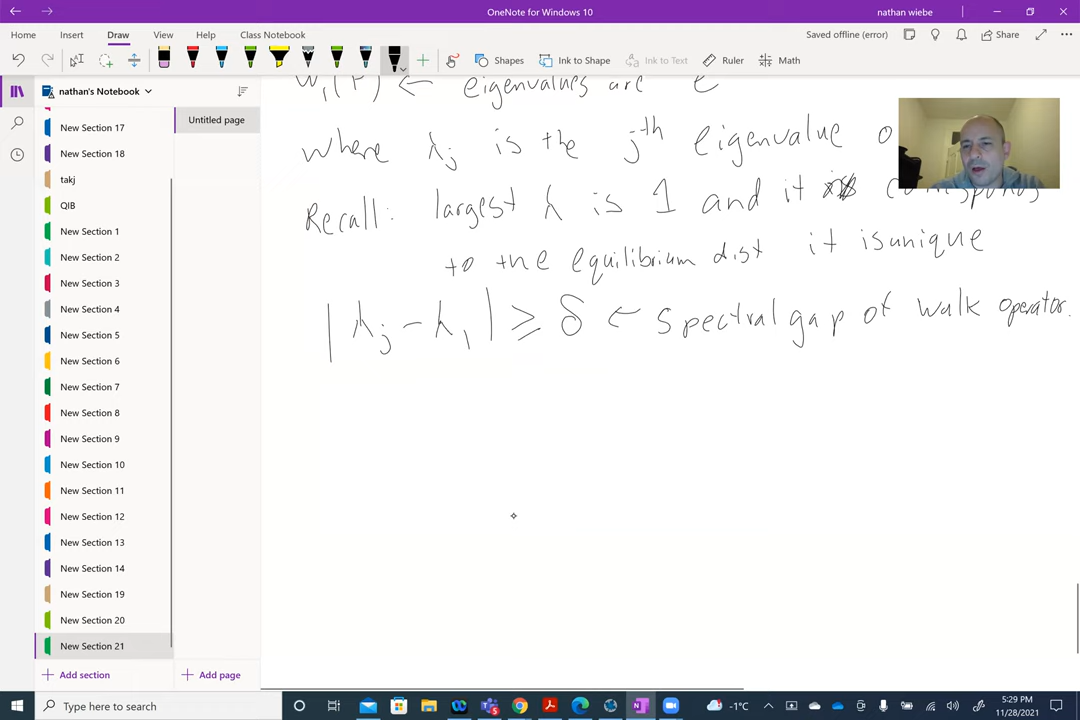 OneNote for Windows 10
nathan wiebe
Home Insert Draw View Help Class Notebook
Saved offline (error)
Share
Shapes
Ink to Shape
Ink to Text
Ruler
Math
nathan's Notebook
Untitled page
New Section 17
New Section 18
takj
QIB
New Section 1
New Section 2
New Section 3
New Section 4
New Section 5
New Section 6
New Section 7
New Section 8
New Section 9
New Section 10
New Section 11
New Section 12
New Section 13
New Section 14
New Section 19
New Section 20
New Section 21
Add section
Add page
← eigenvalues are e
where λj is the jth eigenvalue
Recall: largest λ is 1 and it corresponds
to the equilibrium dist it is unique
|λj - λ1| ≥ δ ← spectral gap of walk operator.
Type here to search
-1°C
5:29 PM
11/28/2021